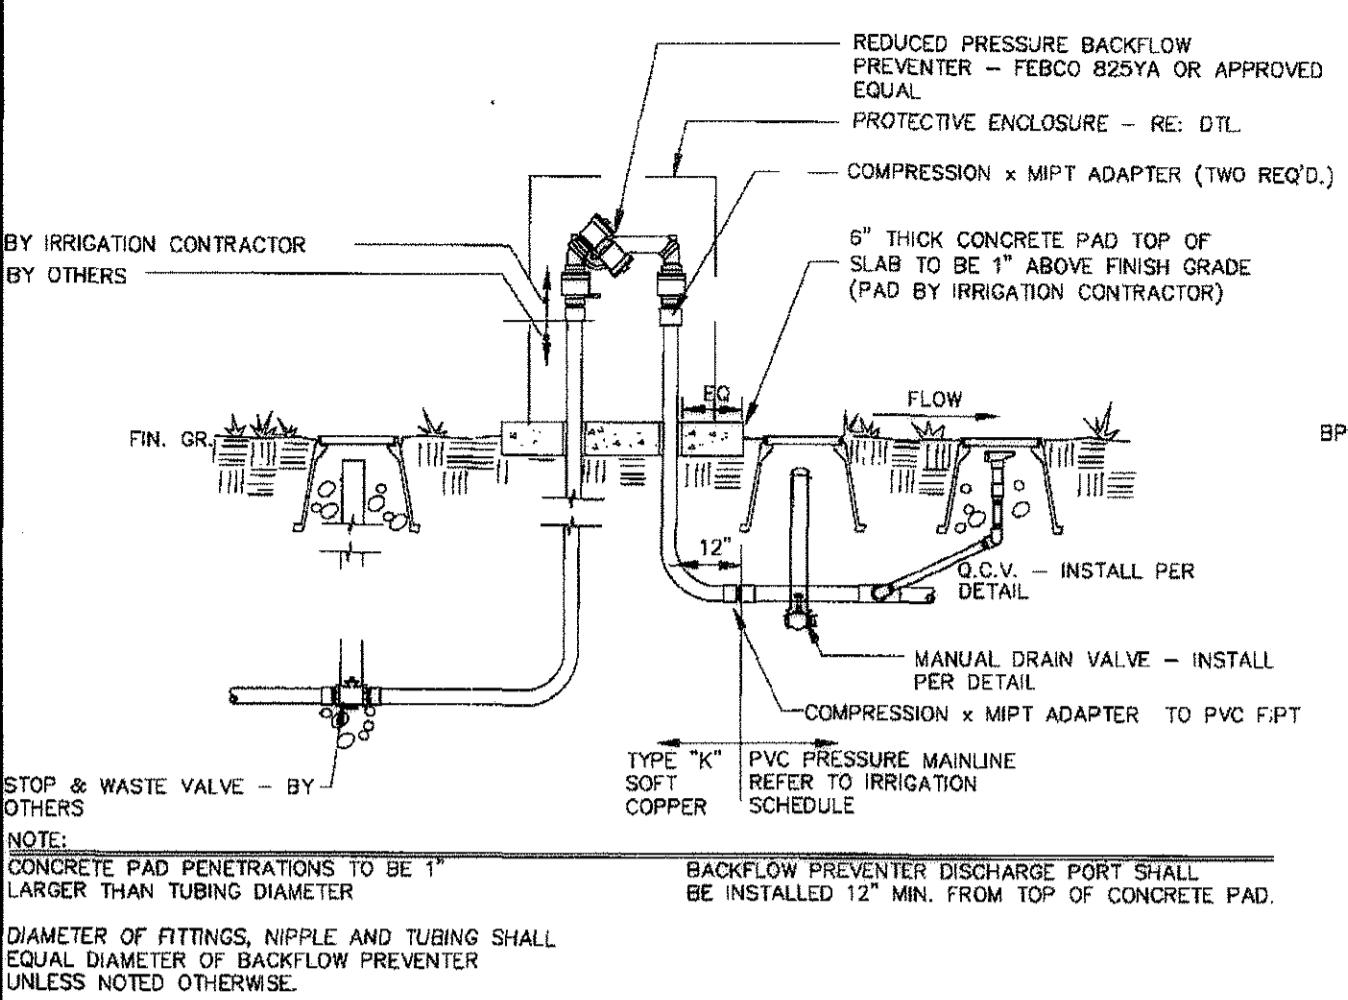 REDUCED PRESSURE BACKFLOW
PREVENTER – FEBCO 825YA OR APPROVED
EQUAL
PROTECTIVE ENCLOSURE – RE: DTL.
COMPRESSION x MIPT ADAPTER (TWO REQ'D.)
BY IRRIGATION CONTRACTOR
BY OTHERS
6" THICK CONCRETE PAD TOP OF
SLAB TO BE 1" ABOVE FINISH GRADE
(PAD BY IRRIGATION CONTRACTOR)
EQ
FLOW
FIN. GR.
BP
12"
Q.C.V. – INSTALL PER
DETAIL
MANUAL DRAIN VALVE – INSTALL
PER DETAIL
COMPRESSION x MIPT ADAPTER TO PVC FIPT
TYPE "K"
SOFT
COPPER
PVC PRESSURE MAINLINE
REFER TO IRRIGATION
SCHEDULE
STOP & WASTE VALVE – BY
OTHERS
NOTE:
CONCRETE PAD PENETRATIONS TO BE 1"
LARGER THAN TUBING DIAMETER
BACKFLOW PREVENTER DISCHARGE PORT SHALL
BE INSTALLED 12" MIN. FROM TOP OF CONCRETE PAD.
DIAMETER OF FITTINGS, NIPPLE AND TUBING SHALL
EQUAL DIAMETER OF BACKFLOW PREVENTER
UNLESS NOTED OTHERWISE.